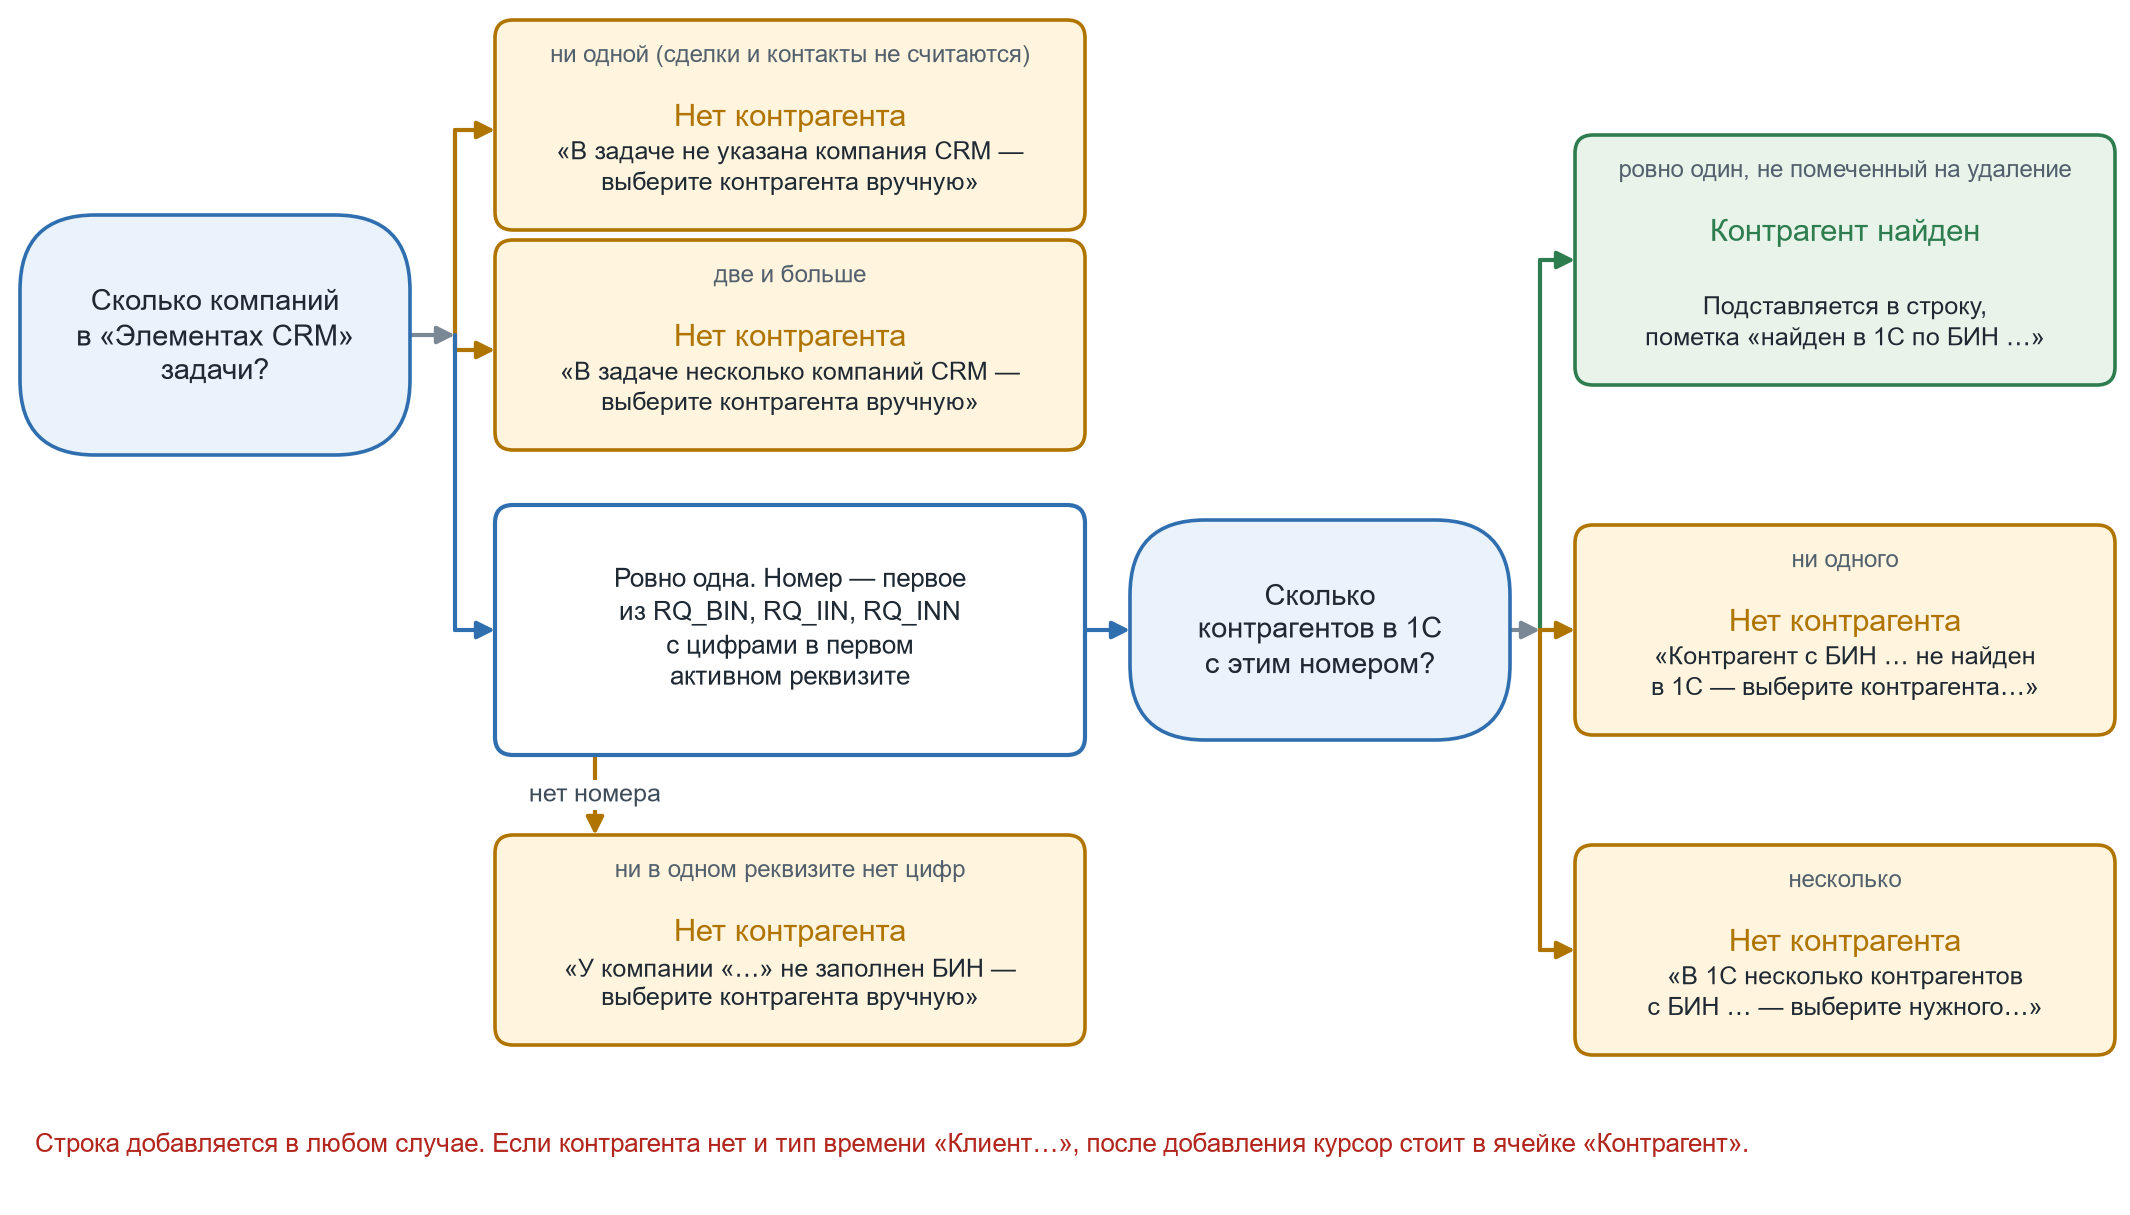 Сколько компаний
в «Элементах CRM»
задачи?
ни одной (сделки и контакты не считаются)
Нет контрагента
«В задаче не указана компания CRM —
выберите контрагента вручную»
две и больше
Нет контрагента
«В задаче несколько компаний CRM —
выберите контрагента вручную»
Ровно одна. Номер — первое
из RQ_BIN, RQ_IIN, RQ_INN
с цифрами в первом
активном реквизите
нет номера
ни в одном реквизите нет цифр
Нет контрагента
«У компании «…» не заполнен БИН —
выберите контрагента вручную»
Сколько
контрагентов в 1С
с этим номером?
ровно один, не помеченный на удаление
Контрагент найден
Подставляется в строку,
пометка «найден в 1С по БИН …»
ни одного
Нет контрагента
«Контрагент с БИН … не найден
в 1С — выберите контрагента…»
несколько
Нет контрагента
«В 1С несколько контрагентов
с БИН … — выберите нужного…»
Строка добавляется в любом случае. Если контрагента нет и тип времени «Клиент…», после добавления курсор стоит в ячейке «Контрагент».